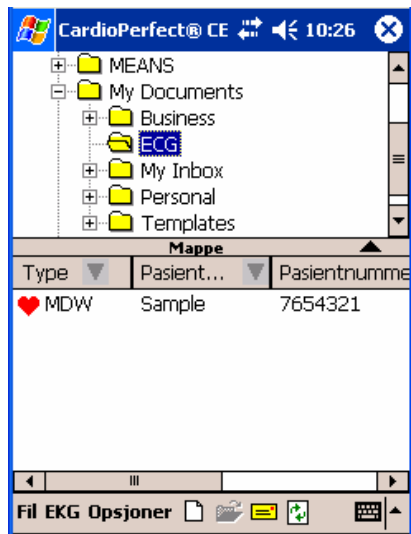 CardioPerfect® CE 10:26
MEANS
My Documents
Business
ECG
My Inbox
Personal
Templates
Mappe
Type Pasient... Pasientnumme
MDW Sample 7654321
Fil EKG Opsjoner